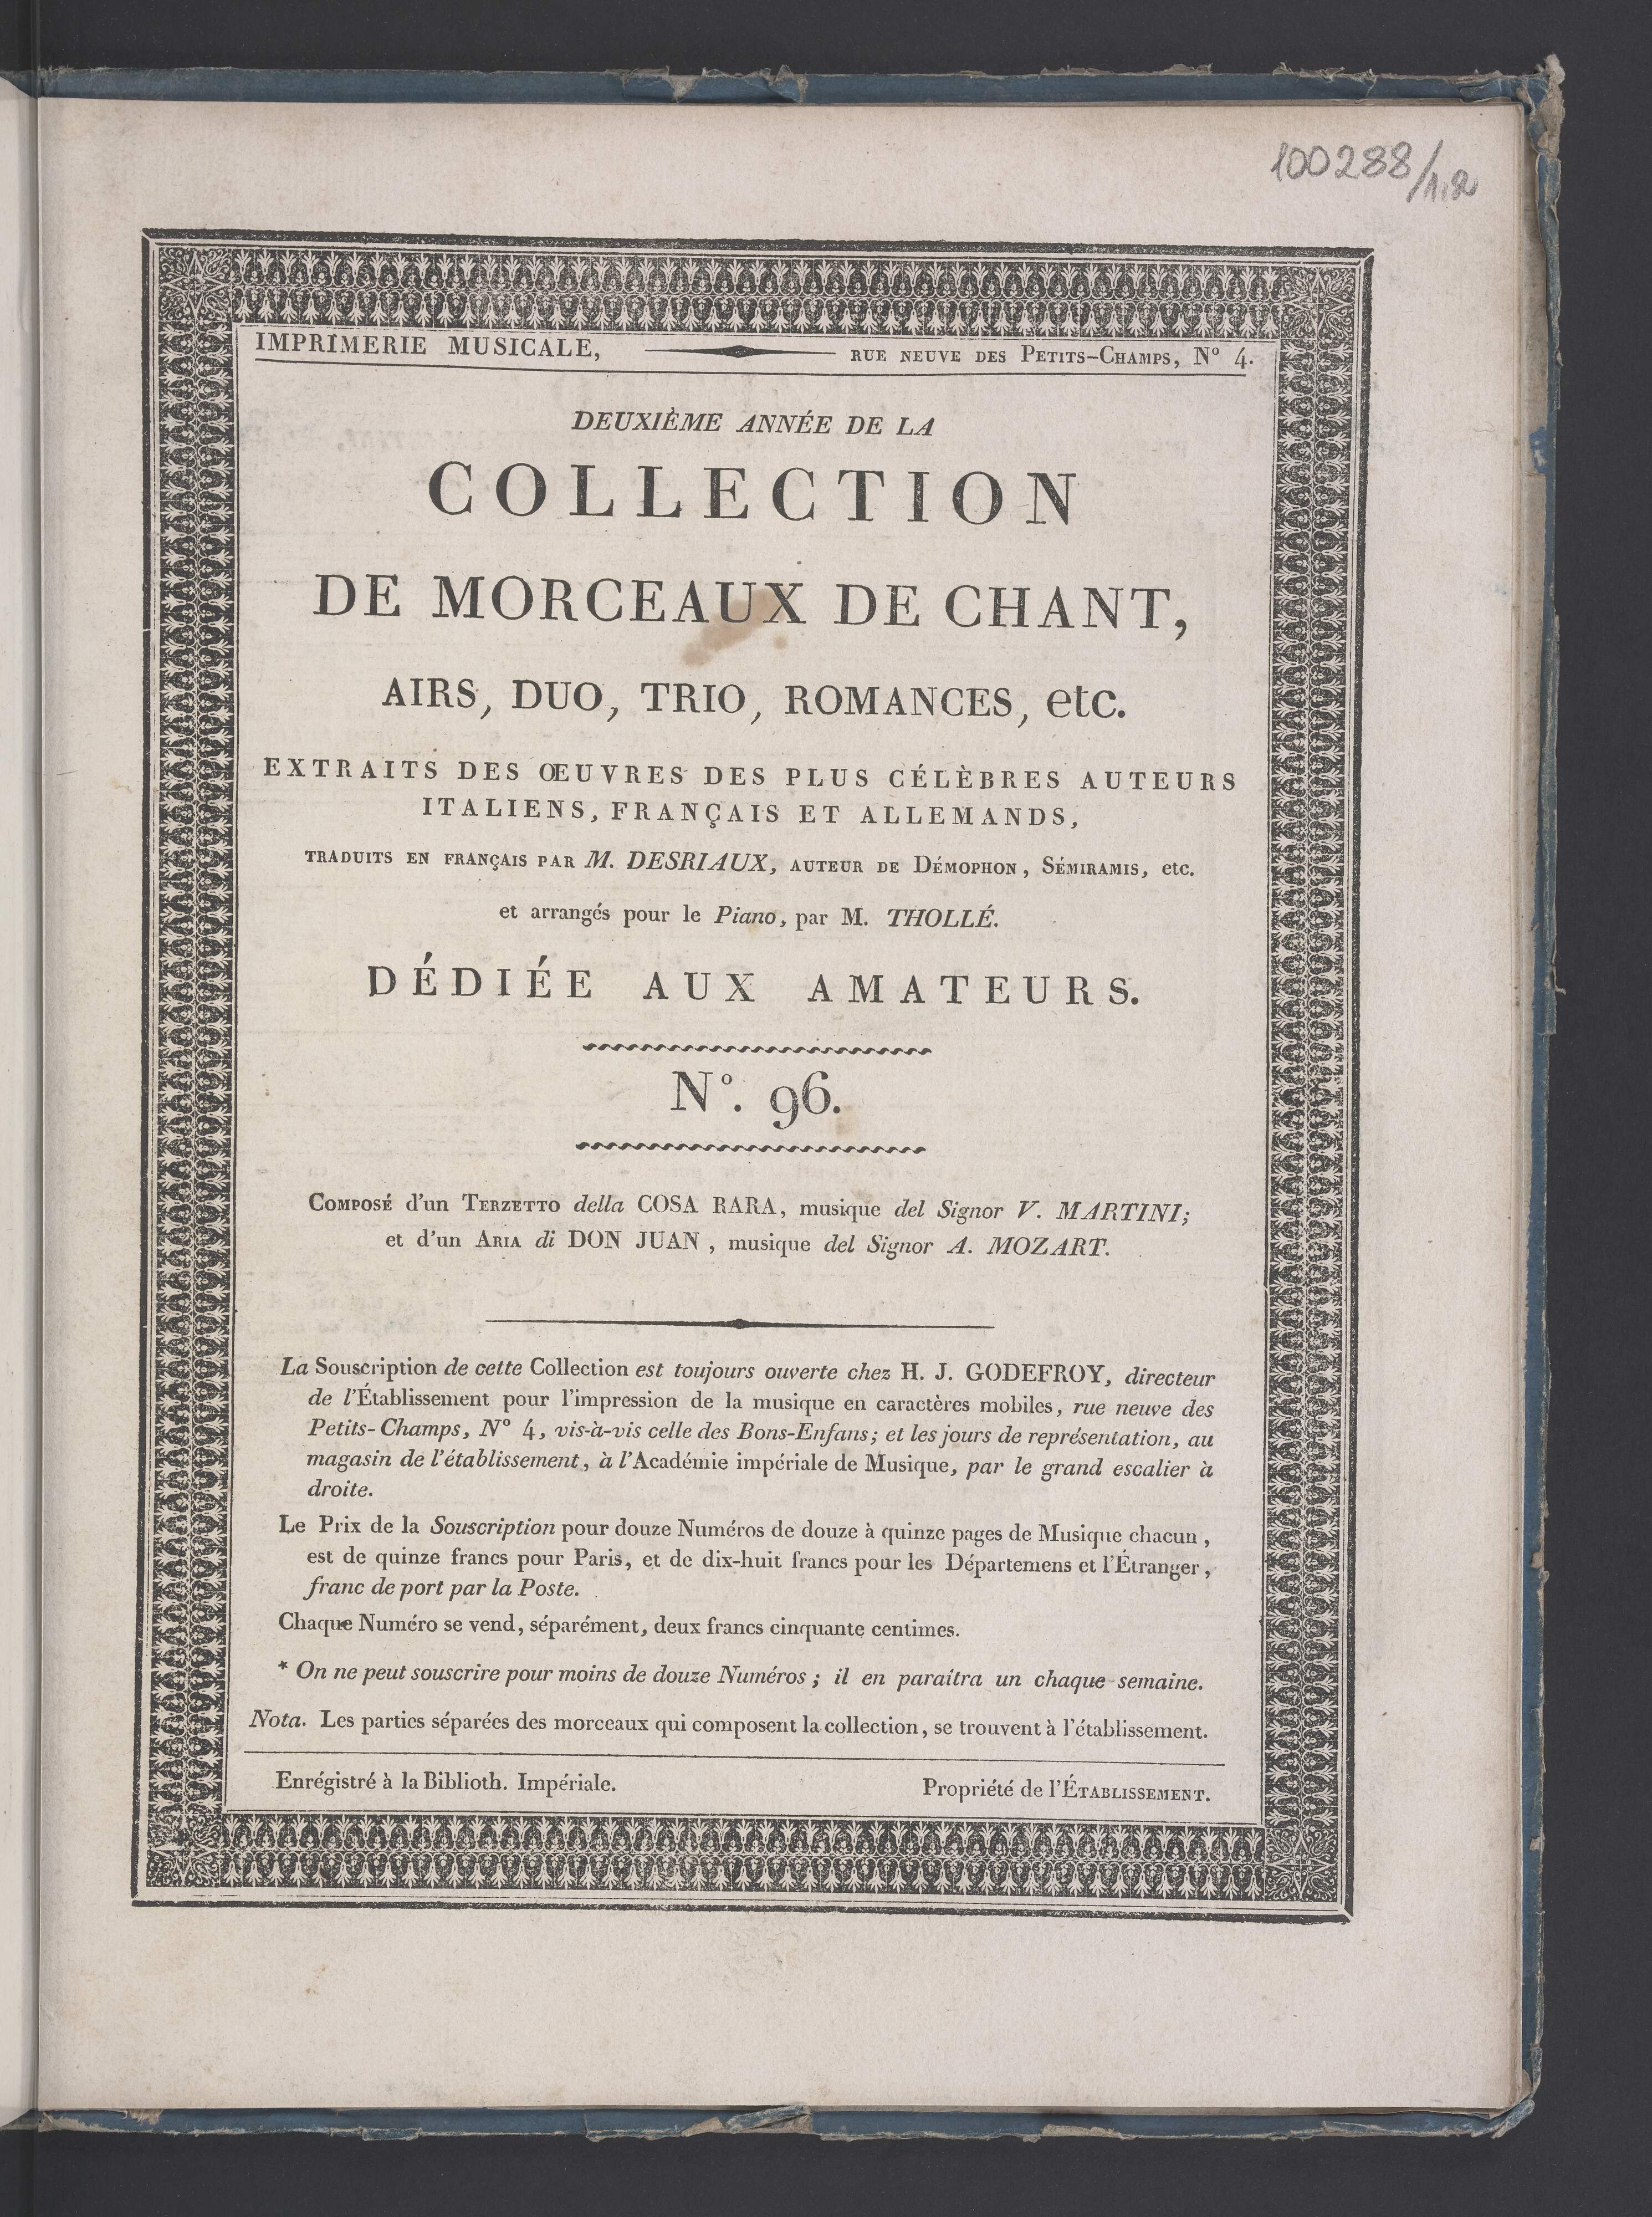 100288/1,2
IMPRIMERIE MUSICALE, RUE NEUVE DES PETITS-CHAMPS, N° 4.
DEUXIÈME ANNÉE DE LA
COLLECTION
DE MORCEAUX DE CHANT,
AIRS, DUO, TRIO, ROMANCES, etc.
EXTRAITS DES ŒUVRES DES PLUS CÉLÈBRES AUTEURS
ITALIENS, FRANÇAIS ET ALLEMANDS,
TRADUITS EN FRANÇAIS PAR M. DESRIAUX, AUTEUR DE DÉMOPHON, SÉMIRAMIS, etc.
et arrangés pour le Piano, par M. THOLLÉ.
DÉDIÉE AUX AMATEURS.
N°. 96.
COMPOSÉ d'un TERZETTO della COSA RARA, musique del Signor V. MARTINI;
et d'un ARIA di DON JUAN, musique del Signor A. MOZART.
La Souscription de cette Collection est toujours ouverte chez H. J. GODEFROY, directeur
de l'Établissement pour l'impression de la musique en caractères mobiles, rue neuve des
Petits-Champs, N° 4, vis-à-vis celle des Bons-Enfans; et les jours de représentation, au
magasin de l'établissement, à l'Académie impériale de Musique, par le grand escalier à
droite.
Le Prix de la Souscription pour douze Numéros de douze à quinze pages de Musique chacun,
est de quinze francs pour Paris, et de dix-huit francs pour les Départemens et l'Étranger,
franc de port par la Poste.
Chaque Numéro se vend, séparément, deux francs cinquante centimes.
* On ne peut souscrire pour moins de douze Numéros; il en paraîtra un chaque semaine.
Nota. Les parties séparées des morceaux qui composent la collection, se trouvent à l'établissement.
Enrégistré à la Biblioth. Impériale. Propriété de l'ÉTABLISSEMENT.